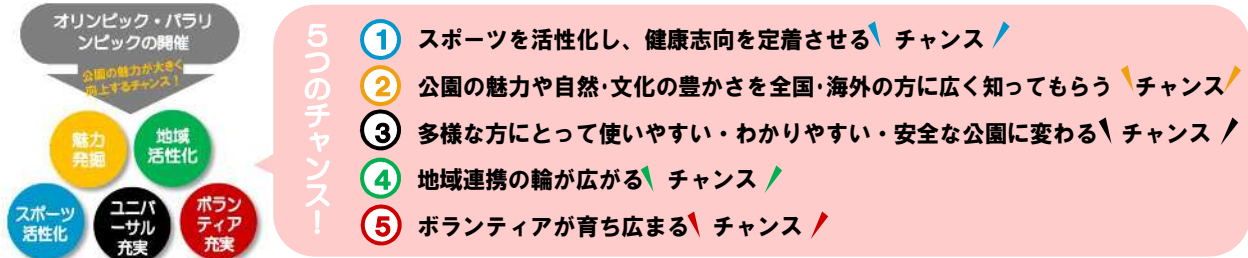 オリンピック・パラリ
ンピックの開催
公園の魅力が大きく
向上するチャンス！
魅力
発掘
地域
活性化
スポーツ
活性化
ユニバ
ーサル
充実
ボラン
ティア
充実
5つのチャンス！
① スポーツを活性化し、健康志向を定着させる チャンス
② 公園の魅力や自然･文化の豊かさを全国･海外の方に広く知ってもらう チャンス
③ 多様な方にとって使いやすい・わかりやすい・安全な公園に変わる チャンス
④ 地域連携の輪が広がる チャンス
⑤ ボランティアが育ち広まる チャンス